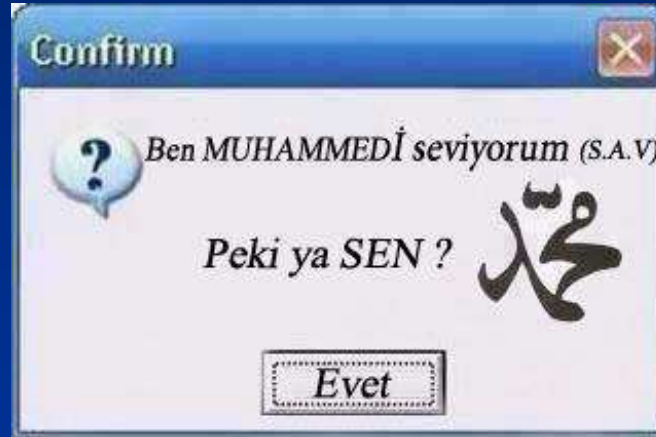 Confirm
Ben MUHAMMEDİ seviyorum (S.A.V)
Peki ya SEN ?
محمد
Evet